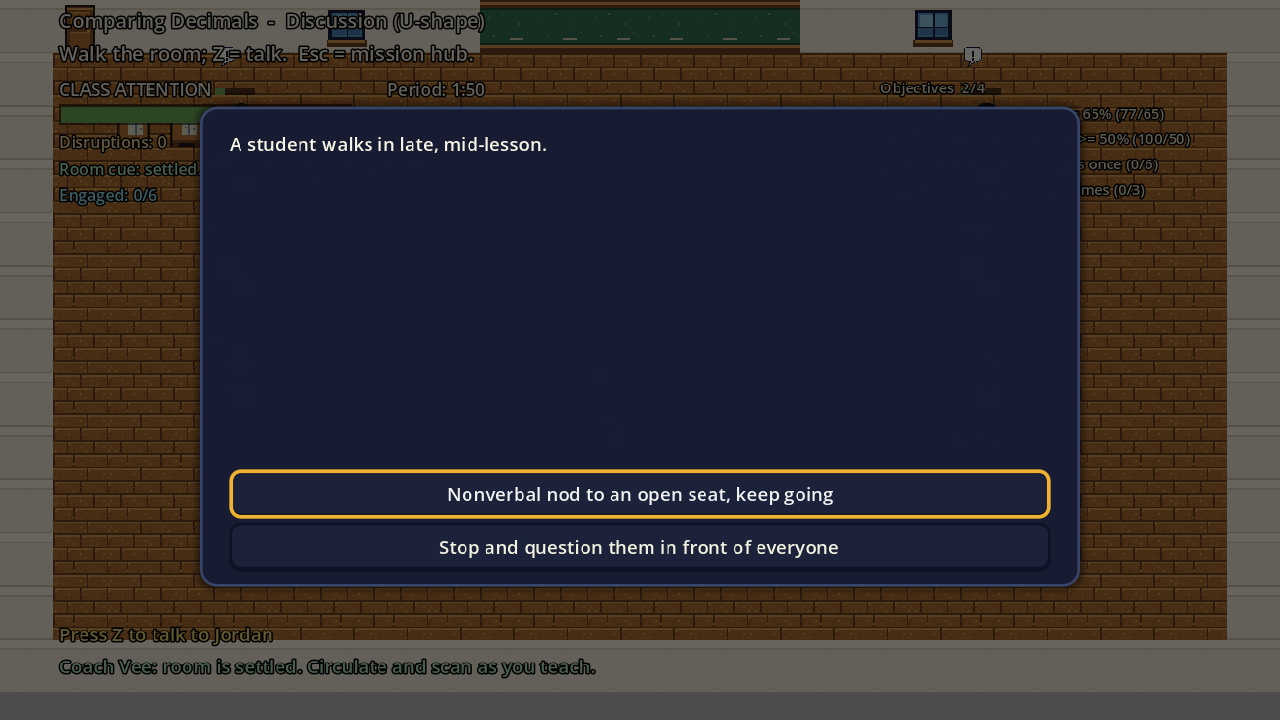 Comparing Decimals - Discussion (U-shape)
Walk the room; Z = talk. Esc = mission hub.
CLASS ATTENTION
Period: 1:50
Objectives 2/4
65% (77/65)
Disruptions: 0
>= 50% (100/50)
Room cue: settled.
s once (0/6)
Engaged: 0/6
mes (0/3)
A student walks in late, mid-lesson.
Nonverbal nod to an open seat, keep going
Stop and question them in front of everyone
Press Z to talk to Jordan
Coach Vee: room is settled. Circulate and scan as you teach.